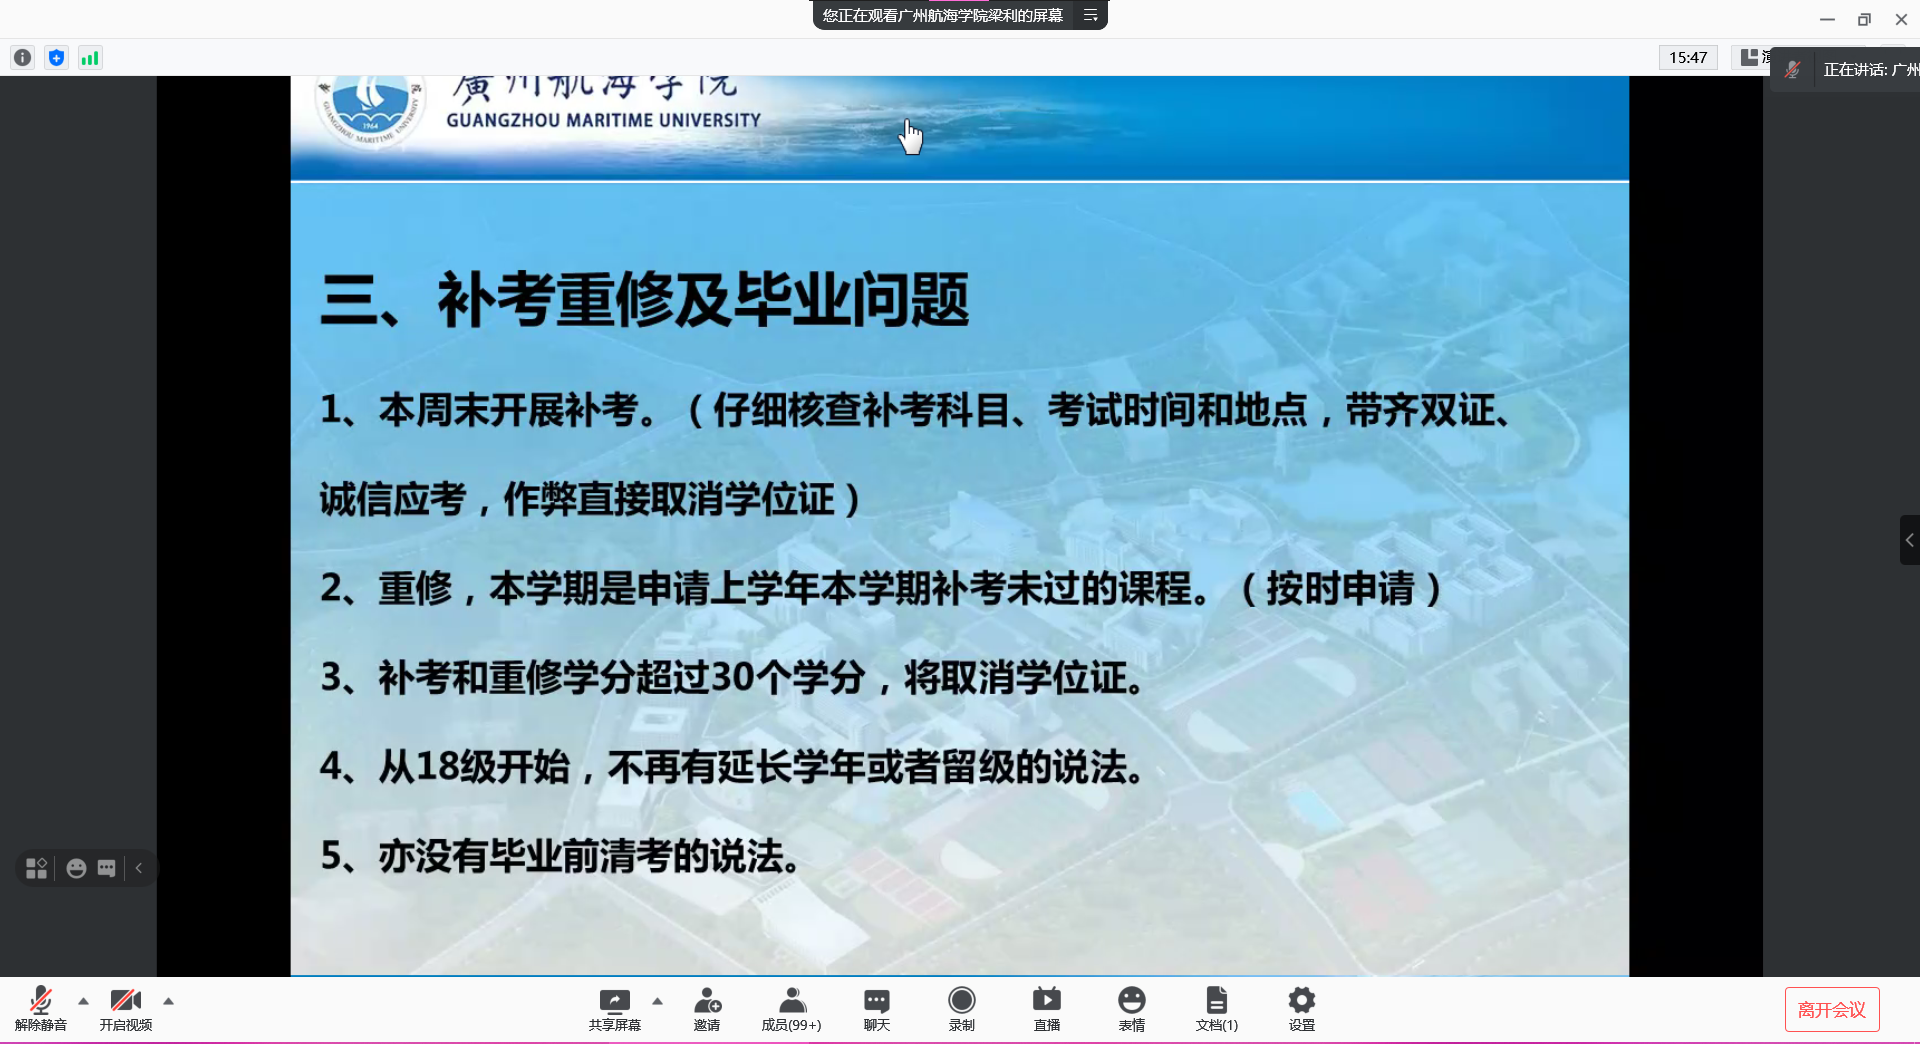 您正在观看广州航海学院梁利的屏幕
15:47
正在讲话: 广州
廣州航海学院
GUANGZHOU MARITIME UNIVERSITY
GUANGZHOU MARITIME UNIVERSITY
1964
三、补考重修及毕业问题
1、本周末开展补考。（仔细核查补考科目、考试时间和地点，带齐双证、
诚信应考，作弊直接取消学位证）
2、重修，本学期是申请上学年本学期补考未过的课程。（按时申请）
3、补考和重修学分超过30个学分，将取消学位证。
4、从18级开始，不再有延长学年或者留级的说法。
5、亦没有毕业前清考的说法。
解除静音
开启视频
共享屏幕
邀请
成员(99+)
聊天
录制
直播
表情
文档(1)
设置
离开会议